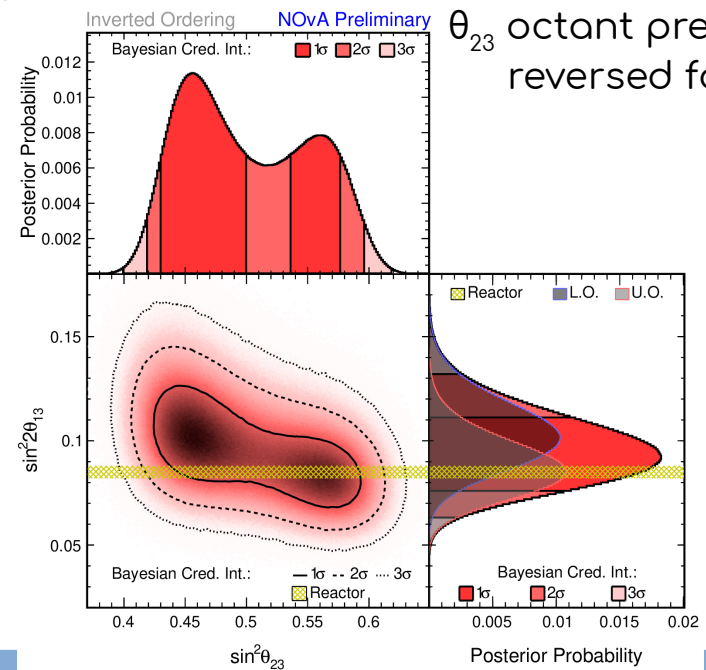 Inverted Ordering NOvA Preliminary
θ₂₃ octant pre
reversed fo
Bayesian Cred. Int.: 1σ 2σ 3σ
Posterior Probability
0.012
0.01
0.008
0.006
0.004
0.002
Reactor L.O. U.O.
sin²2θ₁₃
0.15
0.1
0.05
Bayesian Cred. Int.: 1σ 2σ 3σ
Reactor
Bayesian Cred. Int.:
1σ 2σ 3σ
0.4 0.45 0.5 0.55 0.6
0.005 0.01 0.015 0.02
sin²θ₂₃
Posterior Probability